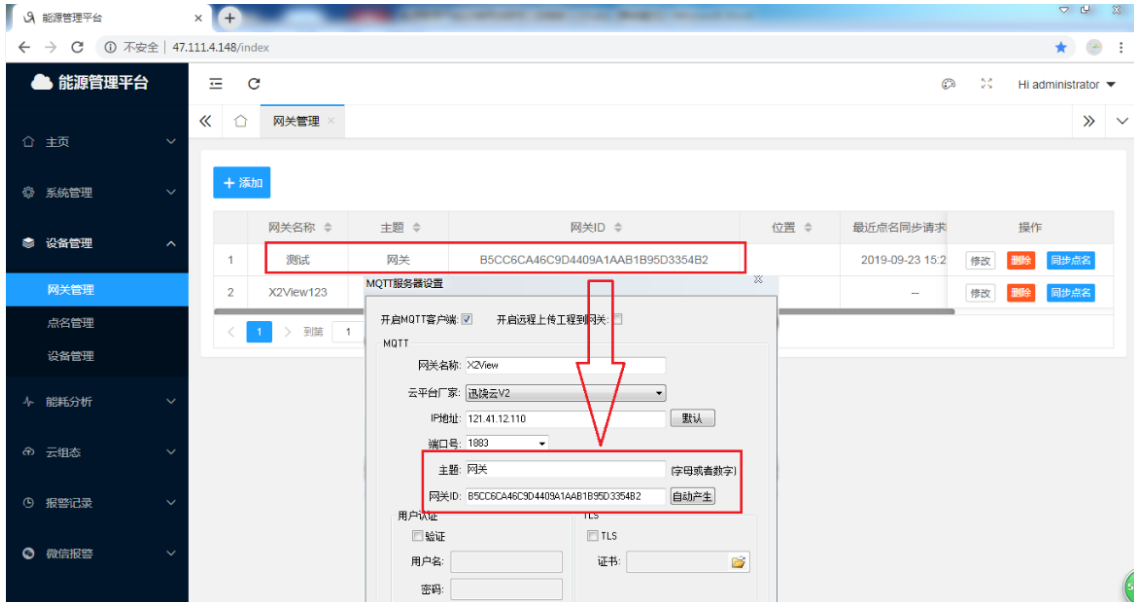 能源管理平台
不安全 | 47.111.4.148/index
能源管理平台
Hi administrator
网关管理
主页
系统管理
设备管理
网关管理
点名管理
设备管理
能耗分析
云组态
报警记录
微信报警
添加
网关名称 主题 网关ID 位置 最近点名同步请求 操作
1 测试 网关 B5CC6CA46C9D4409A1AAB1B95D3354B2 2019-09-23 15:2 修改 删除 同步点名
2 X2View123 -- 修改 删除 同步点名
1 到第 1
MQTT服务器设置
开启MQTT客户端: 开启远程上传工程到网关:
MQTT
网关名称: X2View
云平台厂家: 迅饶云V2
IP地址: 121.41.12.110 默认
端口号: 1883
主题: 网关 (字母或者数字)
网关ID: B5CC6CA46C9D4409A1AAB1B95D3354B2 自动产生
用户认证 TLS
验证 TLS
用户名: 证书:
密码: